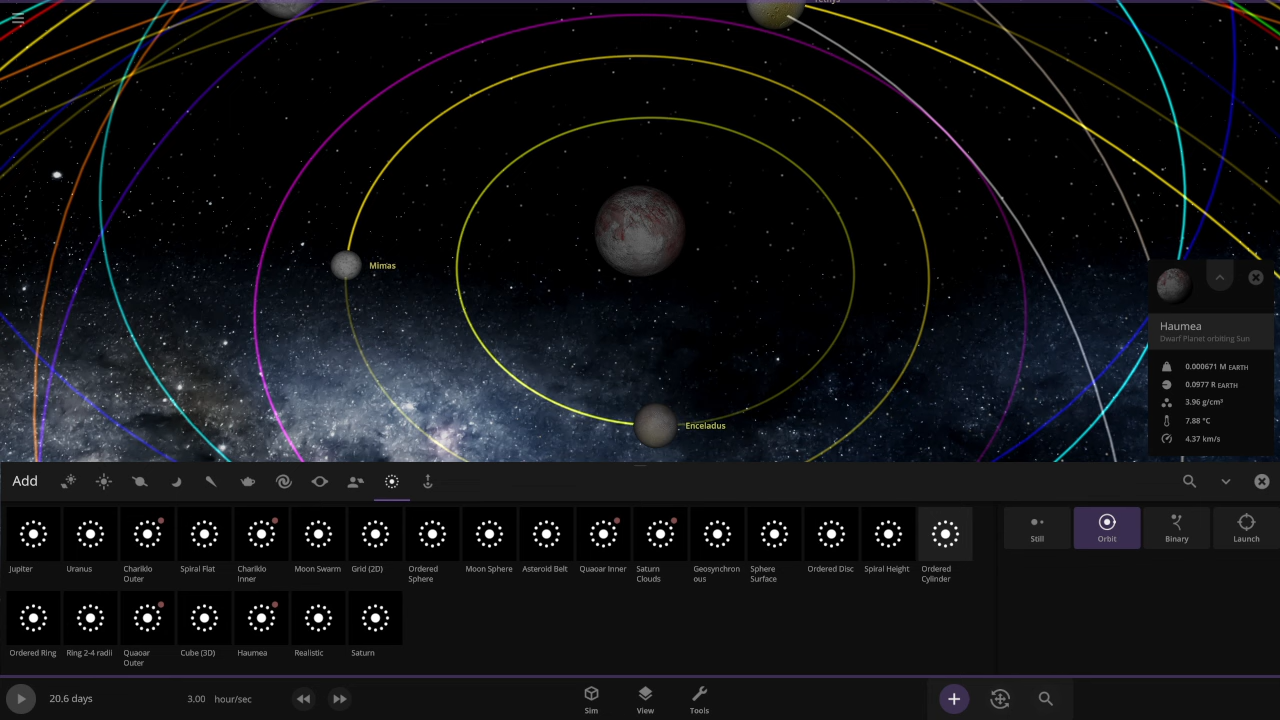 Tethys
Mimas
Enceladus
Haumea
Dwarf Planet orbiting Sun
0.000671 M EARTH
0.0977 R EARTH
3.96 g/cm³
7.88 °C
4.37 km/s
Add
Jupiter
Uranus
Chariklo
Outer
Spiral Flat
Chariklo
Inner
Moon Swarm
Grid (2D)
Ordered
Sphere
Moon Sphere
Asteroid Belt
Quaoar Inner
Saturn
Clouds
Geosynchron
ous
Sphere
Surface
Ordered Disc
Spiral Height
Ordered
Cylinder
Still
Orbit
Binary
Launch
Ordered Ring
Ring 2-4 radii
Quaoar
Outer
Cube (3D)
Haumea
Realistic
Saturn
20.6 days
3.00 hour/sec
Sim
View
Tools